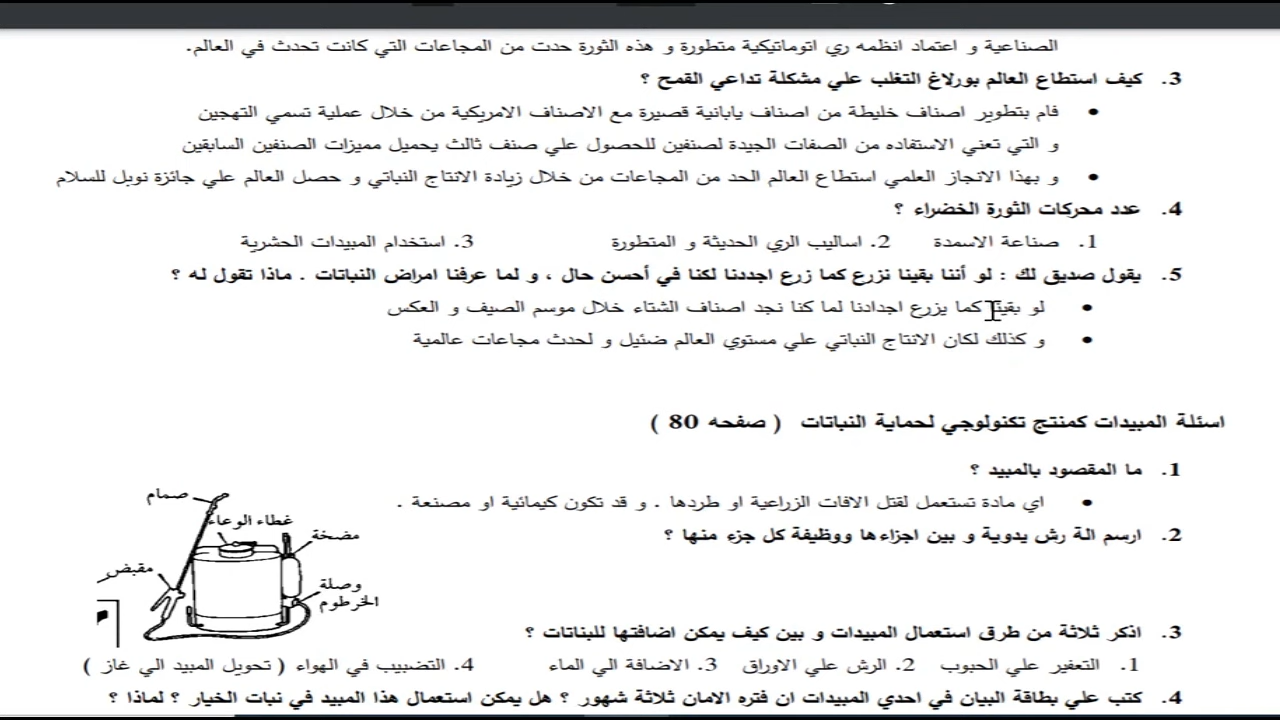 الصناعية و اعتماد انظمه ري اتوماتيكية متطورة و هذه الثورة حدت من المجاعات التي كانت تحدث في العالم.
3. كيف استطاع العالم بورلاغ التغلب علي مشكلة تداعي القمح ؟
• قام بتطوير اصناف خليطة من اصناف يابانية قصيرة مع الاصناف الامريكية من خلال عملية تسمي التهجين
و التي تعني الاستفاده من الصفات الجيدة لصنفين للحصول علي صنف ثالث يحميل مميزات الصنفين السابقين
• و بهذا الانجاز العلمي استطاع العالم الحد من المجاعات من خلال زيادة الانتاج النباتي و حصل العالم علي جائزة نوبل للسلام
4. عدد محركات الثورة الخضراء ؟
1. صناعة الاسمدة 2. اساليب الري الحديثة و المتطورة 3. استخدام المبيدات الحشرية
5. يقول صديق لك : لو أننا بقينا نزرع كما زرع اجددنا لكنا في أحسن حال ، و لما عرفنا امراض النباتات . ماذا تقول له ؟
• لو بقينا كما يزرع اجدادنا لما كنا نجد اصناف الشتاء خلال موسم الصيف و العكس
• و كذلك لكان الانتاج النباتي علي مستوي العالم ضئيل و لحدث مجاعات عالمية
اسئلة المبيدات كمنتج تكنولوجي لحماية النباتات ( صفحه 80 )
1. ما المقصود بالمبيد ؟
• اي مادة تستعمل لقتل الافات الزراعية او طردها . و قد تكون كيمائية او مصنعة .
2. ارسم الة رش يدوية و بين اجزاءها ووظيفة كل جزء منها ؟
صمام
غطاء الوعاء
مضخة
مقبض
وصلة
الخرطوم
3. اذكر ثلاثة من طرق استعمال المبيدات و بين كيف يمكن اضافتها للبناتات ؟
1. التعفير علي الحبوب 2. الرش علي الاوراق 3. الاضافة الي الماء 4. التضبيب في الهواء ( تحويل المبيد الي غاز )
4. كتب علي بطاقة البيان في احدي المبيدات ان فتره الامان ثلاثة شهور ؟ هل يمكن استعمال هذا المبيد في نبات الخيار ؟ لماذا ؟